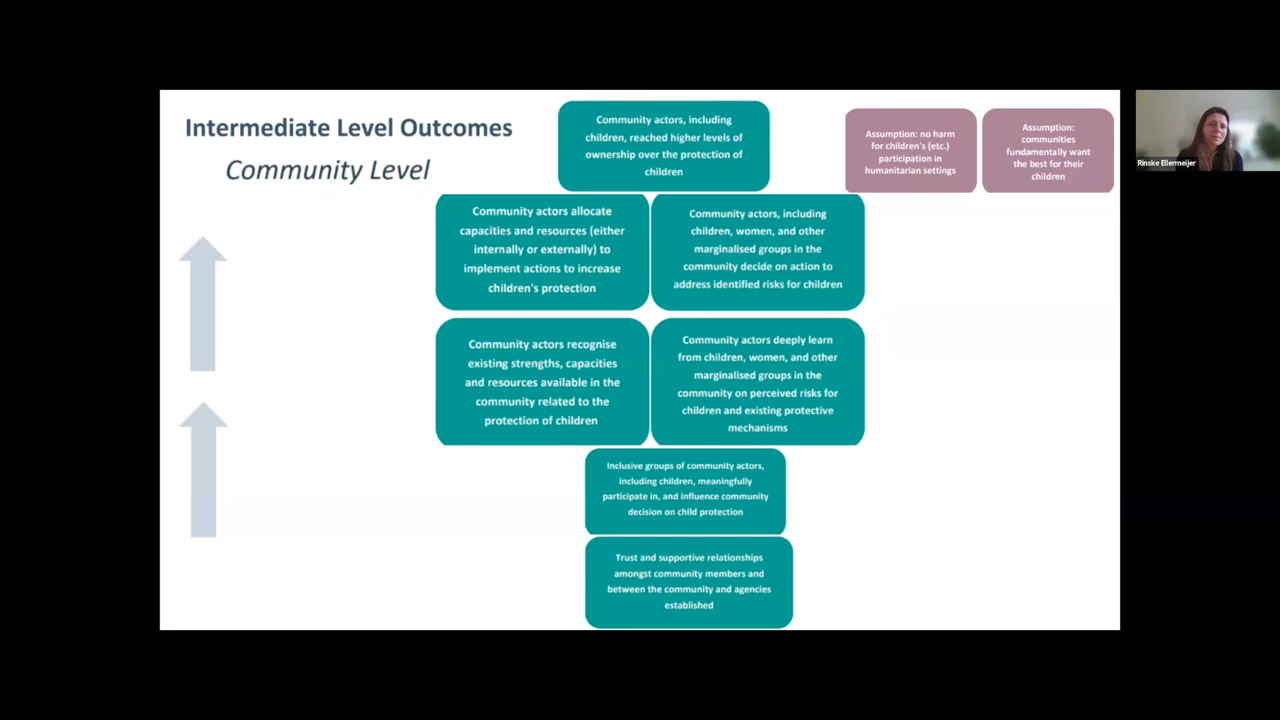 Intermediate Level Outcomes
Community Level
Community actors, including
children, reached higher levels of
ownership over the protection of
children
Assumption: no harm
for children's (etc.)
participation in
humanitarian settings
Assumption:
communities
fundamentally want
the best for their
children
Rinske Ellermeijer
Community actors allocate
capacities and resources (either
internally or externally) to
implement actions to increase
children's protection
Community actors, including
children, women, and other
marginalised groups in the
community decide on action to
address identified risks for children
Community actors recognise
existing strengths, capacities
and resources available in the
community related to the
protection of children
Community actors deeply learn
from children, women, and other
marginalised groups in the
community on perceived risks for
children and existing protective
mechanisms
Inclusive groups of community actors,
including children, meaningfully
participate in, and influence community
decision on child protection
Trust and supportive relationships
amongst community members and
between the community and agencies
established